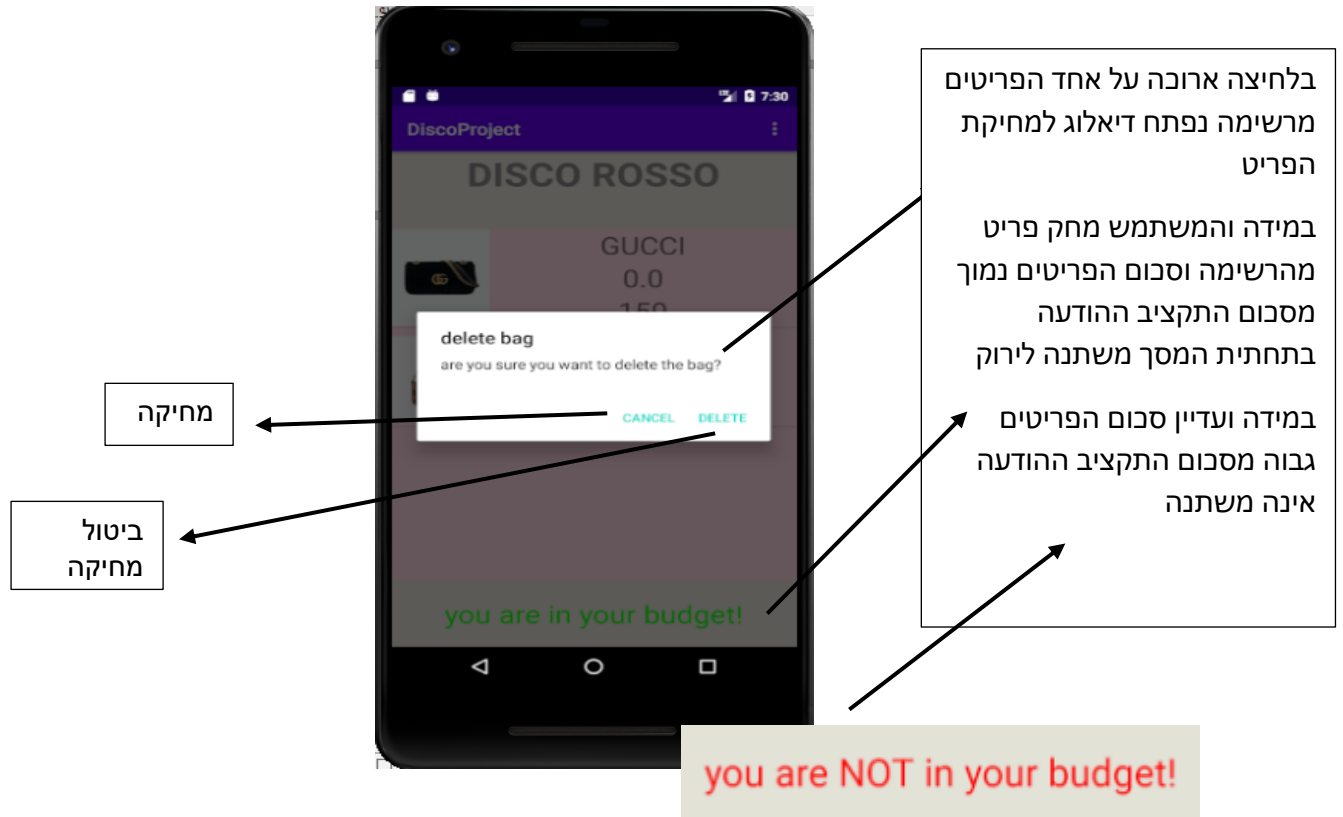 7:30
DiscoProject
DISCO ROSSO
GUCCI
0.0
150
delete bag
are you sure you want to delete the bag?
CANCEL DELETE
you are in your budget!
בלחיצה ארוכה על אחד הפריטים
מרשימה נפתח דיאלוג למחיקת
הפריט
במידה והמשתמש מחק פריט
מהרשימה וסכום הפריטים נמוך
מסכום התקציב ההודעה
בתחתית המסך משתנה לירוק
במידה ועדיין סכום הפריטים
גבוה מסכום התקציב ההודעה
אינה משתנה
מחיקה
ביטול
מחיקה
you are NOT in your budget!